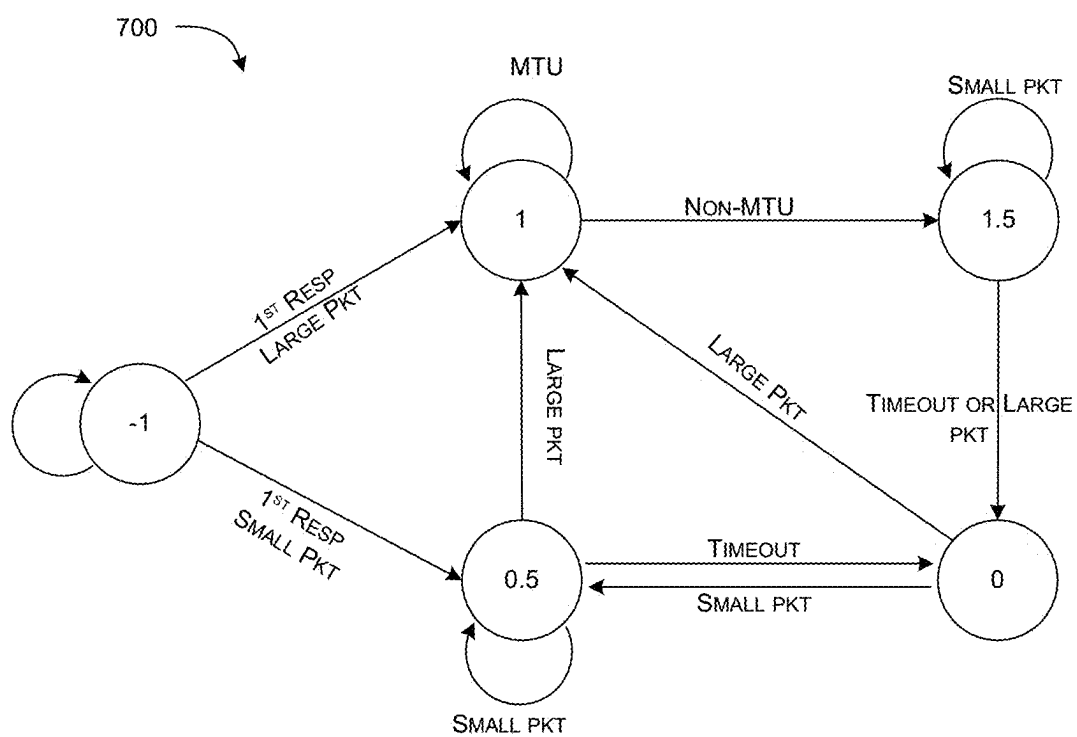 700
MTU
SMALL PKT
1
NON-MTU
1.5
1ST RESP
LARGE PKT
LARGE PKT
LARGE PKT
TIMEOUT OR LARGE
PKT
-1
1ST RESP
SMALL PKT
0.5
TIMEOUT
SMALL PKT
0
SMALL PKT